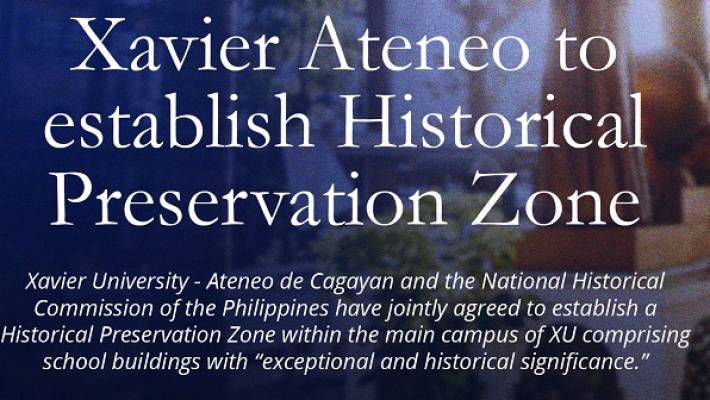 Xavier Ateneo to
establish Historical
Preservation Zone
Xavier University - Ateneo de Cagayan and the National Historical
Commission of the Philippines have jointly agreed to establish a
Historical Preservation Zone within the main campus of XU comprising
school buildings with “exceptional and historical significance.”